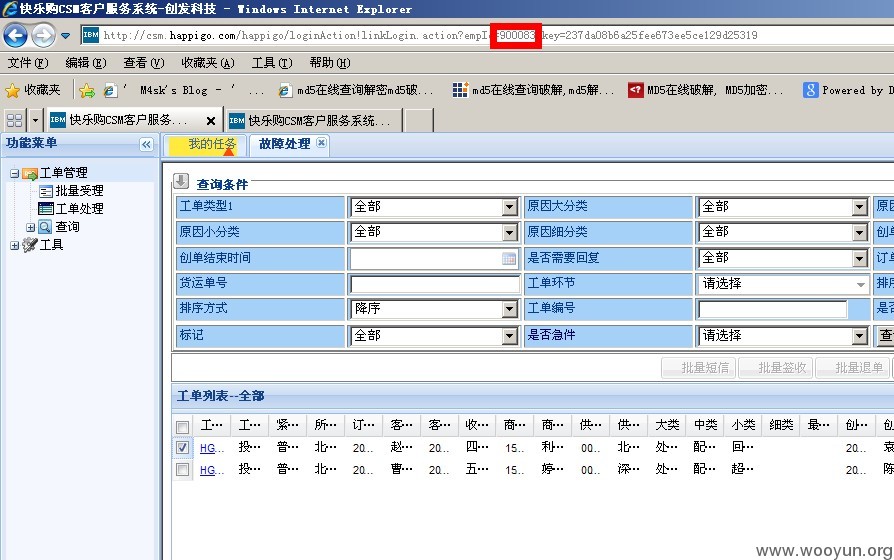 快乐购CSM客户服务系统-创发科技 - Windows Internet Explorer
http://csm.happigo.com/happigo/loginAction!linkLogin.action?empId=900083&key=237da08b6a25fee673ee5ce129d25319
文件(F) 编辑(E) 查看(V) 收藏夹(A) 工具(T) 帮助(H)
收藏夹 ' M4sk's Blog - ' ... md5在线查询解密md5破... md5在线查询破解,md5解... MD5在线破解, MD5加密... Powered by D
快乐购CSM客户服务... 快乐购CSM客户服务系统...
功能菜单 我的任务 故障处理
工单管理
批量受理
工单处理
查询
工具
查询条件
工单类型1 全部 原因大分类 全部
原因小分类 全部 原因细分类 全部 创单
创单结束时间 是否需要回复 全部 订单
货运单号 工单环节 请选择 排序
排序方式 降序 工单编号 是否
标记 全部 是否急件 请选择 查
批量短信 批量签收 批量退单
工单列表--全部
工… 工… 紧… 所… 订… 客… 客… 收… 商… 商… 供… 供… 大类 中类 小类 细类 最… 创… 创
HG... 投… 普… 北… 20... 赵… 20... 四… 15... 利… 00... 北… 处… 配… 回… 20... 袁
HG... 投… 普… 北… 20... 曹… 20... 五… 15... 婷… 00... 深… 处… 配… 超… 20... 陈
www.wooyun.org